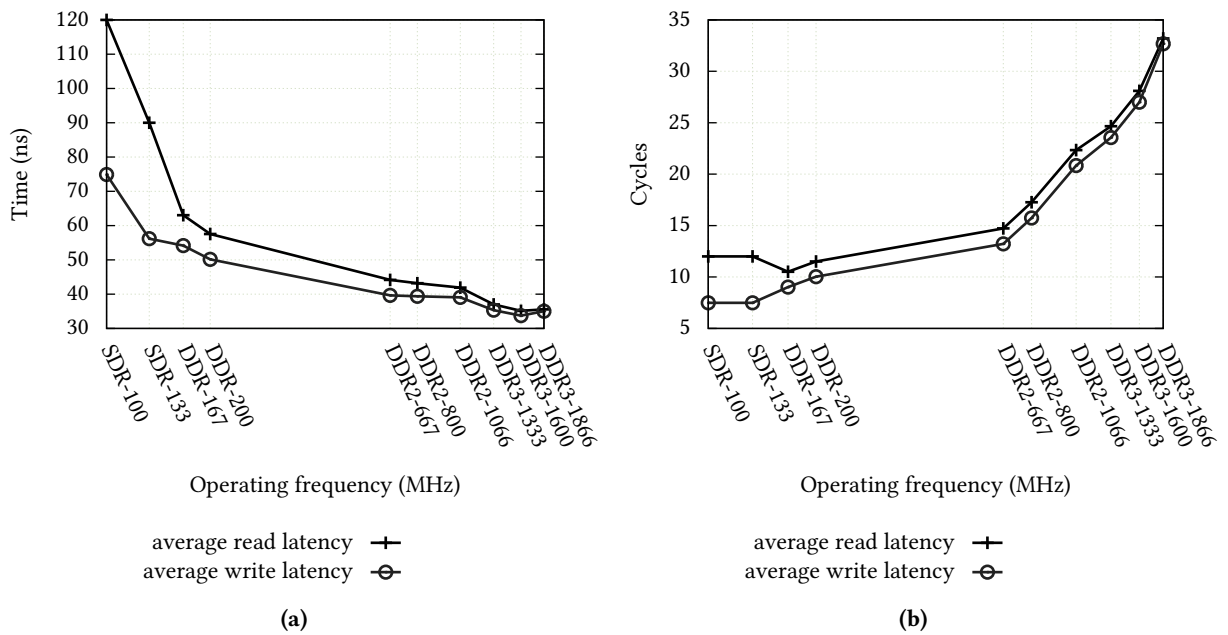 120
110
100
90
80
70
60
50
40
30
Time (ns)
SDR-100
SDR-133
DDR-167
DDR-200
DDR2-667
DDR2-800
DDR2-1066
DDR3-1333
DDR3-1600
DDR3-1866
Operating frequency (MHz)
average read latency
average write latency
(a)
35
30
25
20
15
10
5
Cycles
SDR-100
SDR-133
DDR-167
DDR-200
DDR2-667
DDR2-800
DDR2-1066
DDR3-1333
DDR3-1600
DDR3-1866
Operating frequency (MHz)
average read latency
average write latency
(b)